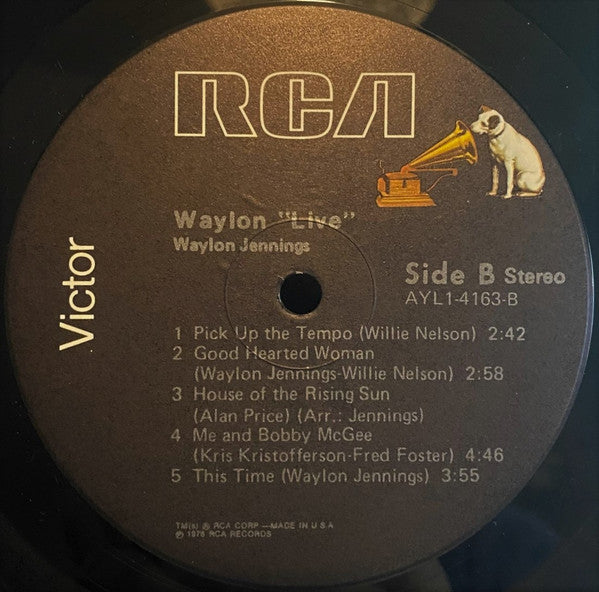 RCA
Waylon "Live"
Waylon Jennings
Victor
Side B Stereo
AYL1-4163-B
1 Pick Up the Tempo (Willie Nelson) 2:42
2 Good Hearted Woman
(Waylon Jennings-Willie Nelson) 2:58
3 House of the Rising Sun
(Alan Price) (Arr.: Jennings)
4 Me and Bobby McGee
(Kris Kristofferson-Fred Foster) 4:46
5 This Time (Waylon Jennings) 3:55
TM(s) ® RCA CORP—MADE IN U.S.A
℗ 1976 RCA RECORDS